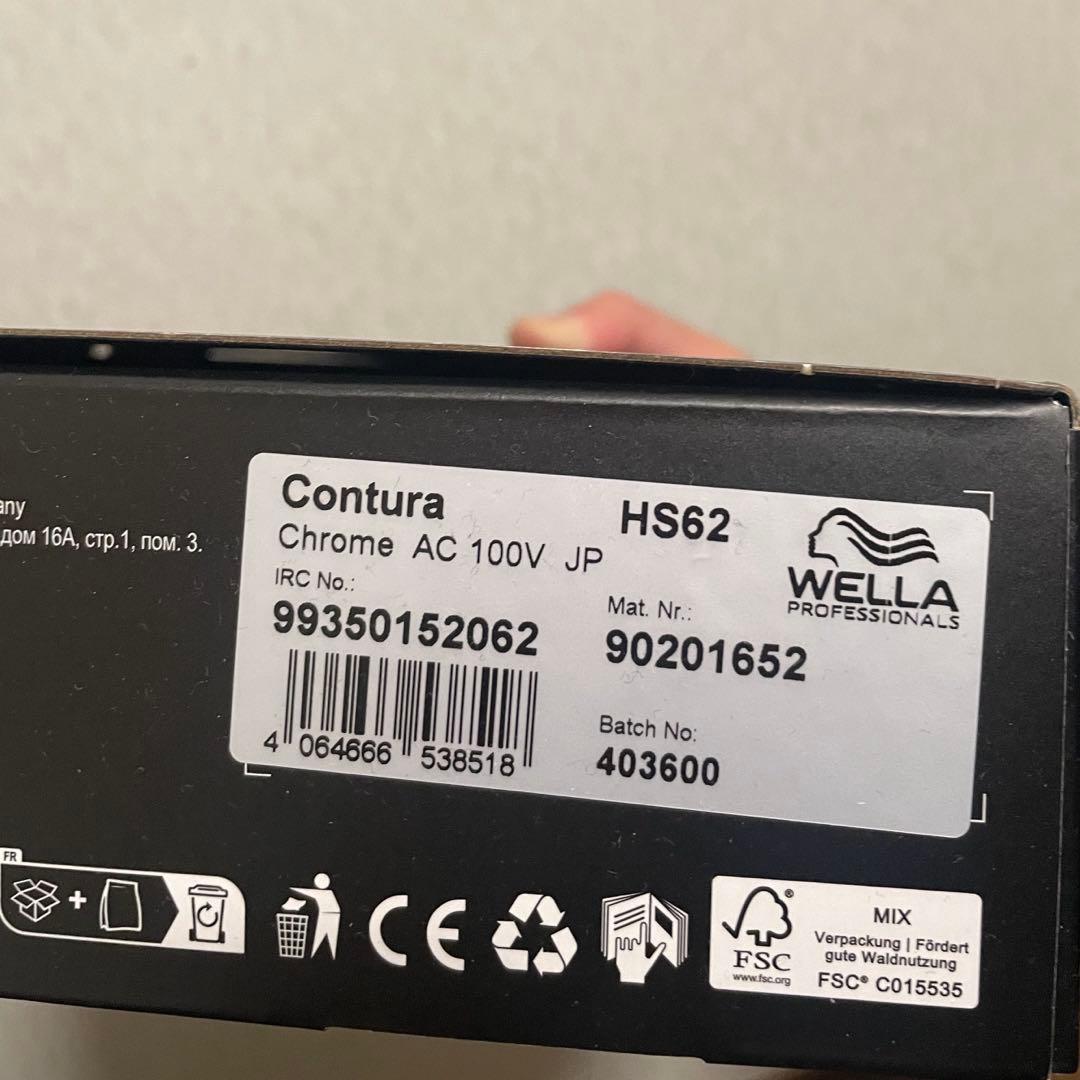 any
дом 16А, стр.1, пом. 3.
Contura
HS62
Chrome AC 100V JP
WELLA
PROFESSIONALS
IRC No.:
99350152062
Mat. Nr.:
90201652
4 064666 538518
Batch No:
403600
FR
CE
FSC®
www.fsc.org
MIX
Verpackung | Fördert
gute Waldnutzung
FSC® C015535